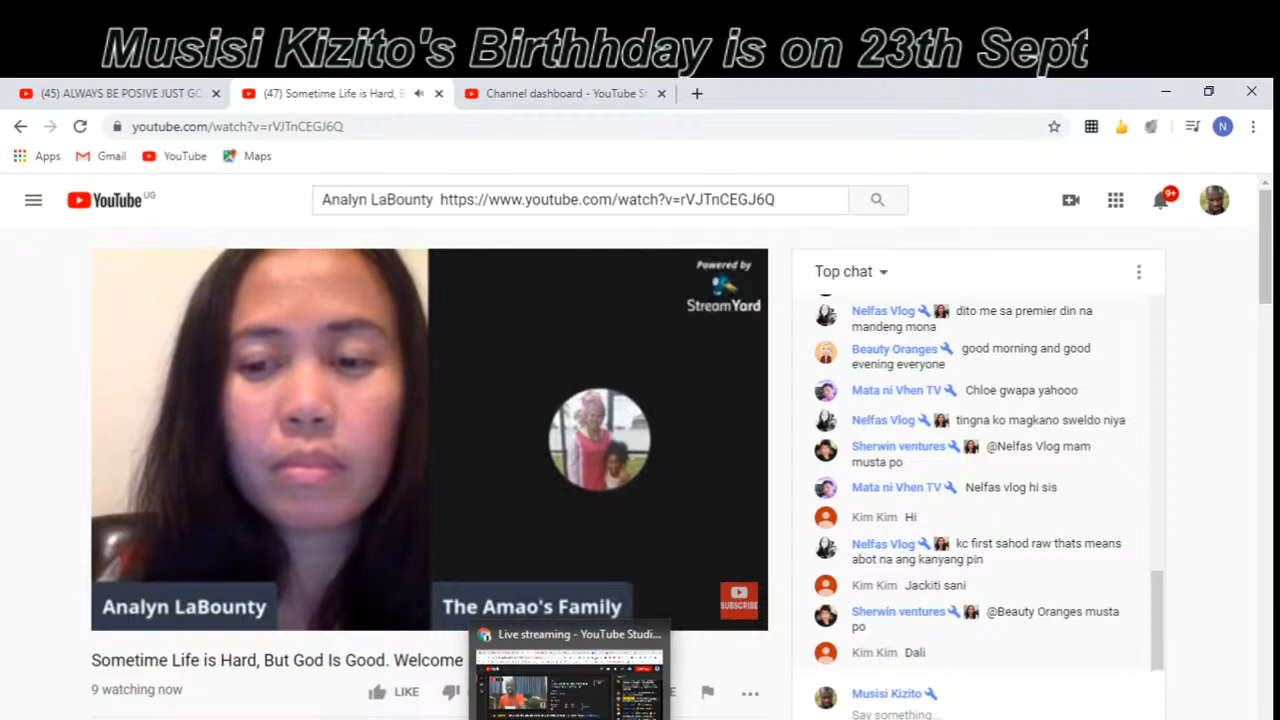 Musisi Kizito's Birthhday is on 23th Sept
(45) ALWAYS BE POSIVE JUST GO
(47) Sometime Life is Hard, B
Channel dashboard - YouTube S
youtube.com/watch?v=rVJTnCEGJ6Q
N
Apps Gmail YouTube Maps
YouTube UG
Analyn LaBounty https://www.youtube.com/watch?v=rVJTnCEGJ6Q
9+
Powered by
StreamYard
Analyn LaBounty
The Amao's Family
SUBSCRIBE
Live streaming - YouTube Studi...
Sometime Life is Hard, But God Is Good. Welcome
9 watching now
LIKE
Top chat
Nelfas Vlog dito me sa premier din na
mandeng mona
Beauty Oranges good morning and good
evening everyone
Mata ni Vhen TV Chloe gwapa yahooo
Nelfas Vlog tingna ko magkano sweldo niya
Sherwin ventures @Nelfas Vlog mam
musta po
Mata ni Vhen TV Nelfas vlog hi sis
Kim Kim Hi
Nelfas Vlog kc first sahod raw thats means
abot na ang kanyang pin
Kim Kim Jackiti sani
Sherwin ventures @Beauty Oranges musta
po
Kim Kim Dali
Musisi Kizito
Say something...